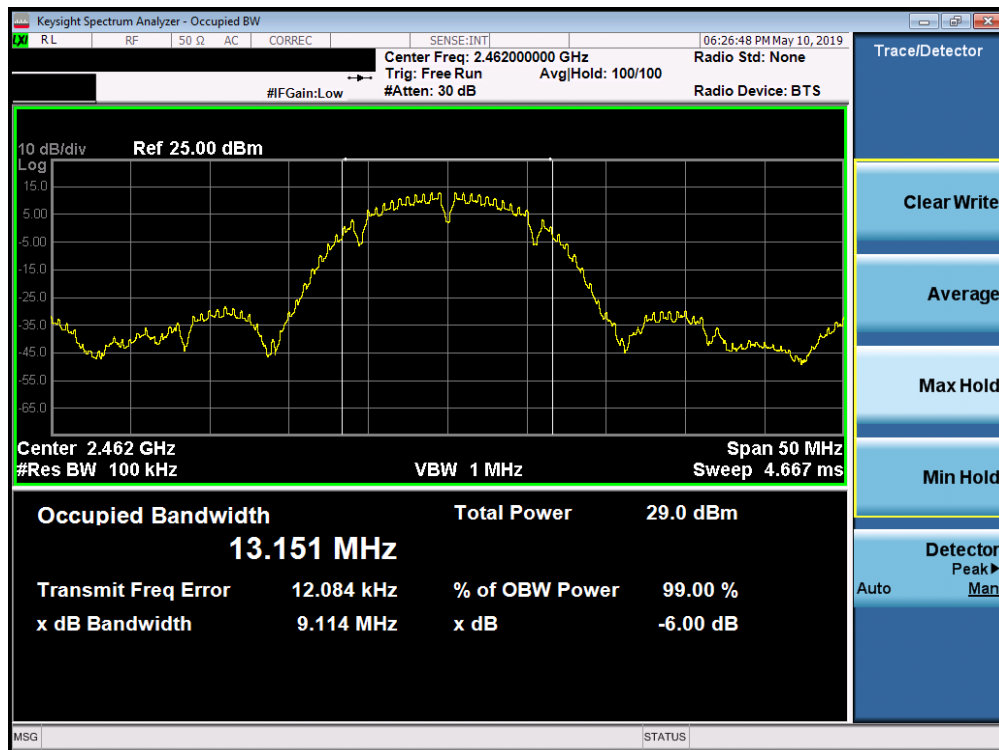 Keysight Spectrum Analyzer - Occupied BW
LXI RL RF 50 Ω AC CORREC SENSE:INT 06:26:48 PM May 10, 2019
Center Freq: 2.462000000 GHz Radio Std: None
Trig: Free Run Avg|Hold: 100/100
#IFGain:Low #Atten: 30 dB Radio Device: BTS
10 dB/div Ref 25.00 dBm
Log
15.0
5.00
-5.00
-15.0
-25.0
-35.0
-45.0
-55.0
-65.0
Center 2.462 GHz Span 50 MHz
#Res BW 100 kHz VBW 1 MHz Sweep 4.667 ms
Occupied Bandwidth Total Power 29.0 dBm
13.151 MHz
Transmit Freq Error 12.084 kHz % of OBW Power 99.00 %
x dB Bandwidth 9.114 MHz x dB -6.00 dB
MSG STATUS
Trace/Detector
Clear Write
Average
Max Hold
Min Hold
Detector
Peak▶
Auto Man